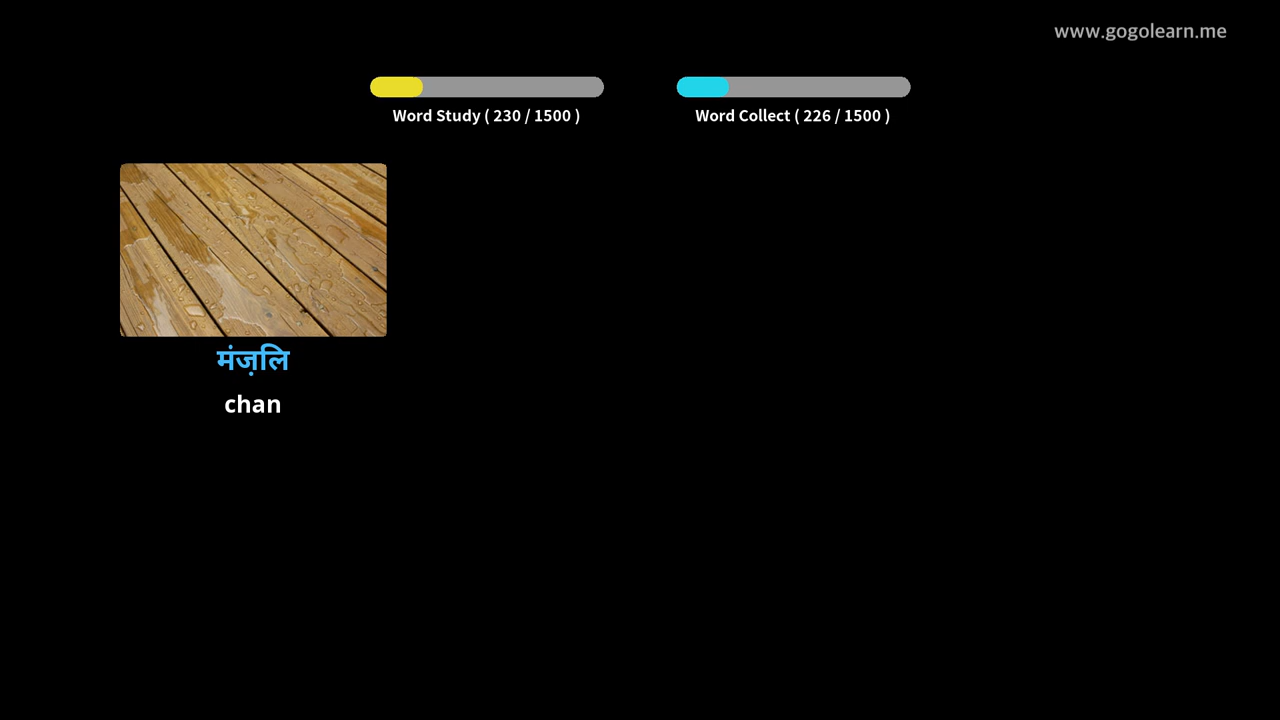 www.gogolearn.me
Word Study ( 230 / 1500 )
Word Collect ( 226 / 1500 )
मंज़लि
chan